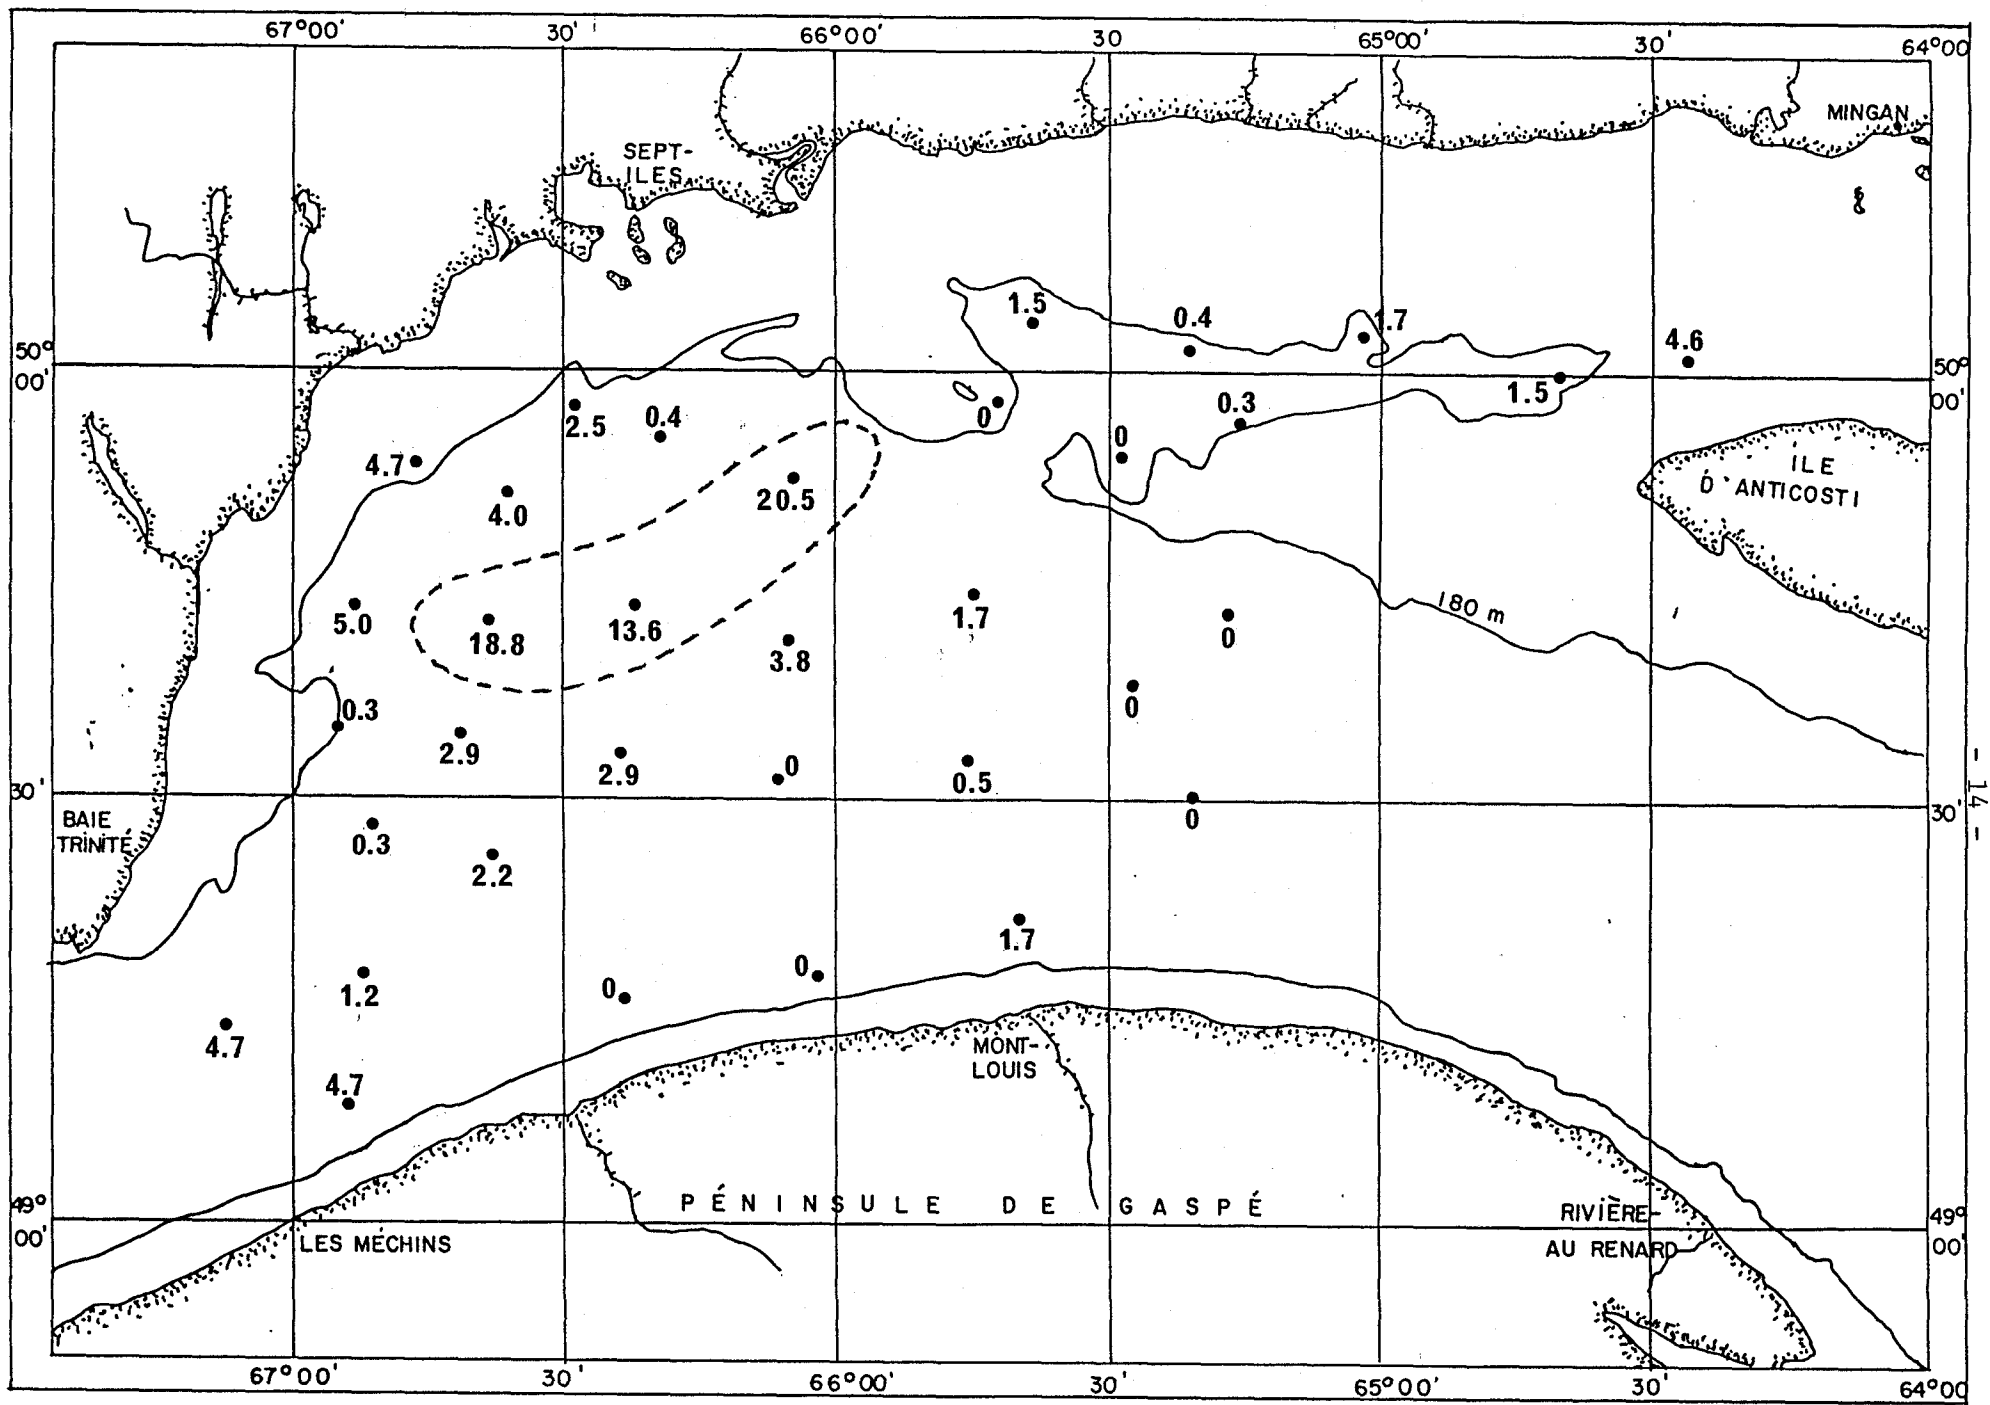 67°00' 30' 66°00' 30 65°00' 30' 64°00
MINGAN
SEPT-
ILES
1.5
0.4
1.7
4.6
50°
00'
50°
00'
2.5
0.4
0
0.3
1.5
0
4.7
4.0
20.5
ILE
D'ANTICOSTI
180 m
5.0
18.8
13.6
3.8
1.7
0
0.3
0
2.9
2.9
0
0.5
30'
30'
- 14 -
BAIE
TRINITÉ
0.3
2.2
0
1.7
1.2
0
0
4.7
MONT-
LOUIS
4.7
PÉNINSULE DE GASPÉ
49°
00'
49°
00'
LES MÉCHINS
RIVIÈRE-
AU RENARD
67°00' 30' 66°00' 30' 65°00' 30' 64°00